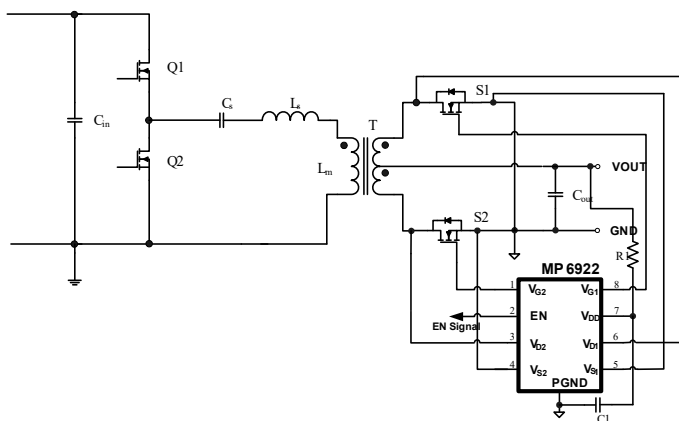 Q1
S1
Cin
Cs
Ls
T
Lm
VOUT
Q2
Cout
S2
GND
R1
MP6922
1 VG2 VG1 8
2 EN VDD 7
EN Signal
3 VD2 VD1 6
4 VS2 VS1 5
PGND
C1